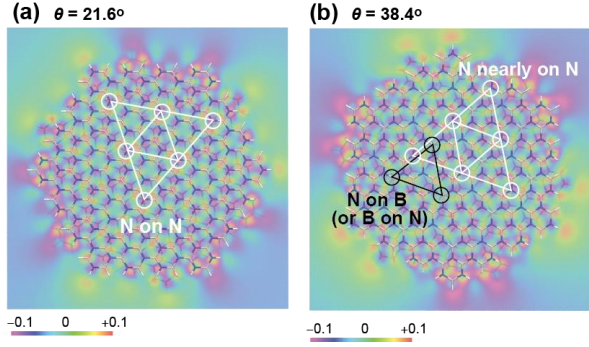 (a) θ = 21.6°
N on N
−0.1 0 +0.1
(b) θ = 38.4°
N nearly on N
N on B
(or B on N)
−0.1 0 +0.1